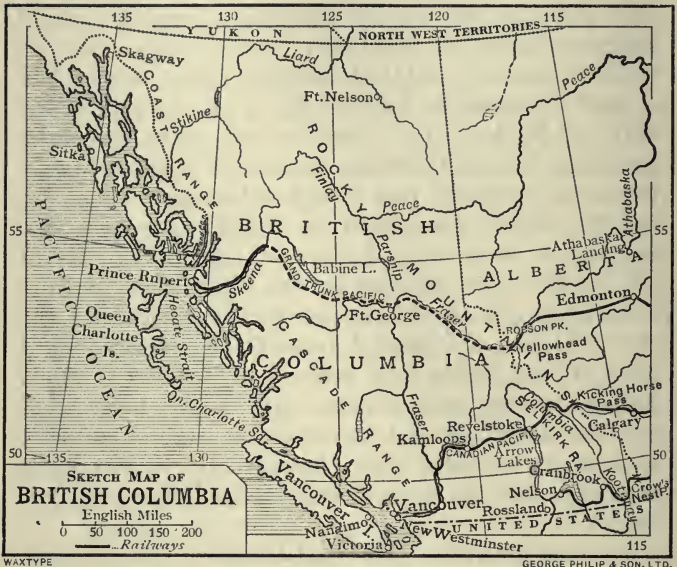 135
130
125
120
115
YUKON
NORTH WEST TERRITORIES
Skagway
Liard
Ft. Nelson
Peace
COAST RANGE
Stikine
Sitka
ROCKY MOUNTNS
Finlay
Peace
Athabaska
55
BRITISH
55
PACIFIC OCEAN
Parship
Athabaska
Landing
ALBERTA
Prince Rnpert
Skeena
Babine L.
GRAND TRUNK PACIFIC
Edmonton
Fraser
Ft. George
ROBSON PK.
Queen
Charlotte
Is.
Hecate Strait
Yellowhead
Pass
COLUMBIA
CASCADE RANGE
Qn. Charlotte Sd.
Kicking Horse
Pass
Columbia
SELKIRK RA.
Calgary
Fraser
Revelstoke
Kamloops
CANADIAN PACIFIC
Arrow
Lakes
50
135
130
50
Cranbrook
Kootenay
Crow's
Nest P.
Nelson
Vancouver
Vancouver
Rossland
UNITED STATES
Nanaimo
New Westminster
Victoria
115
SKETCH MAP OF
BRITISH COLUMBIA
English Miles
0 50 100 150 200
...Railways
WAXTYPE
GEORGE PHILIP & SON, LTD.